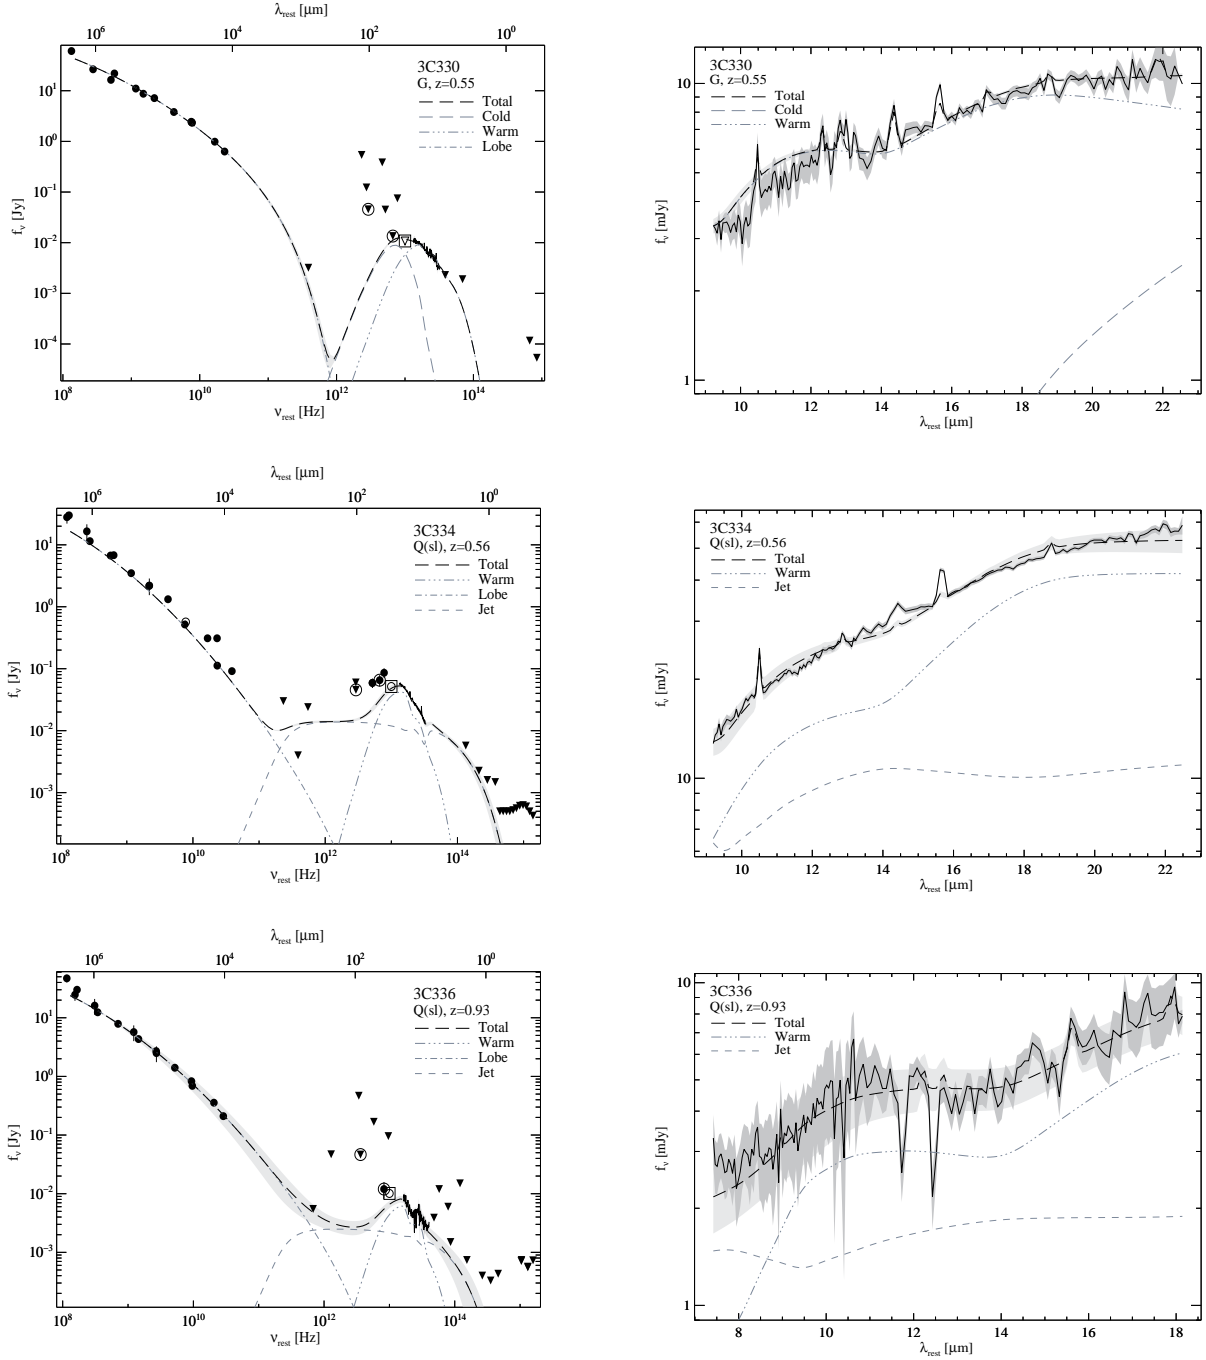 λrest [μm]
10^6 10^4 10^2 10^0
3C330
G, z=0.55
Total
Cold
Warm
Lobe
fν [Jy]
10^1
10^0
10^-1
10^-2
10^-3
10^-4
10^8 10^10 10^12 10^14
νrest [Hz]
3C330
G, z=0.55
Total
Cold
Warm
fν [mJy]
10
1
10 12 14 16 18 20 22
λrest [μm]
λrest [μm]
10^6 10^4 10^2 10^0
3C334
Q(sl), z=0.56
Total
Warm
Lobe
Jet
fν [Jy]
10^1
10^0
10^-1
10^-2
10^-3
10^8 10^10 10^12 10^14
νrest [Hz]
3C334
Q(sl), z=0.56
Total
Warm
Jet
fν [mJy]
10
10 12 14 16 18 20 22
λrest [μm]
λrest [μm]
10^6 10^4 10^2 10^0
3C336
Q(sl), z=0.93
Total
Warm
Lobe
Jet
fν [Jy]
10^1
10^0
10^-1
10^-2
10^-3
10^8 10^10 10^12 10^14
νrest [Hz]
3C336
Q(sl), z=0.93
Total
Warm
Jet
fν [mJy]
10
1
8 10 12 14 16 18
λrest [μm]